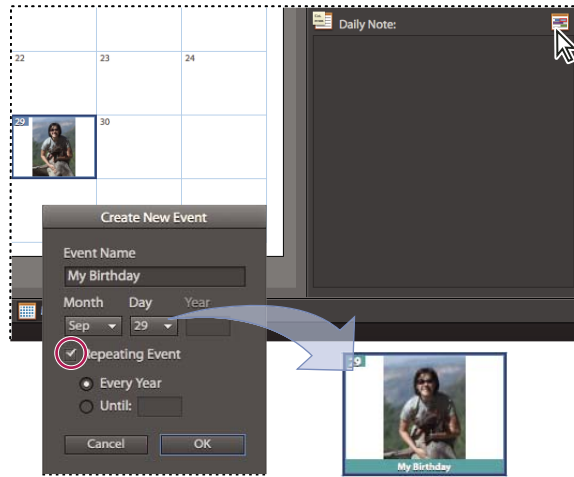 Daily Note:
22 23 24
29 30
Create New Event
Event Name
My Birthday
Month Day Year
Sep 29
Repeating Event
Every Year
Until:
Cancel OK
29
My Birthday